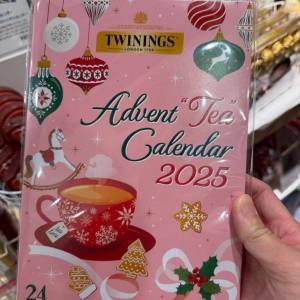 TWININGS
LONDON 1706
Advent "Tea"
Calendar
2025
24